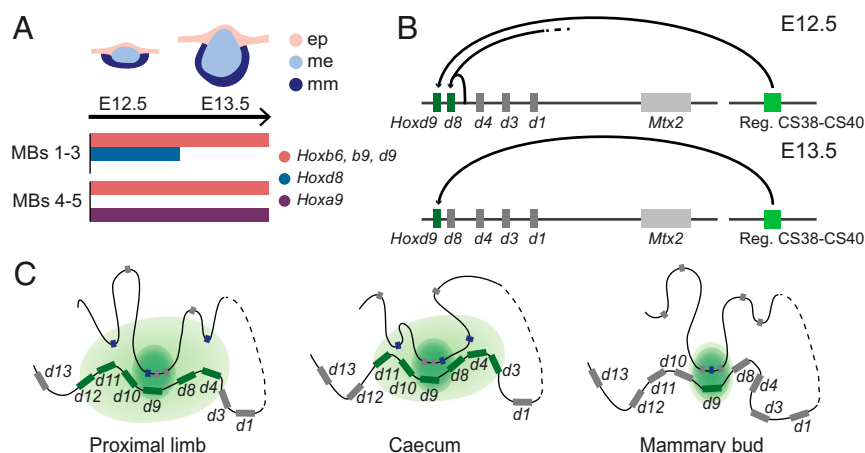 A
ep
me
mm
E12.5 E13.5
MBs 1-3
MBs 4-5
Hoxb6, b9, d9
Hoxd8
Hoxa9
B
E12.5
Hoxd9 d8 d4 d3 d1 Mtx2 Reg. CS38-CS40
E13.5
Hoxd9 d8 d4 d3 d1 Mtx2 Reg. CS38-CS40
C
d13 d12 d11 d10 d9 d8 d4 d3 d1
Proximal limb
d13 d12 d11 d10 d9 d8 d4 d3 d1
Caecum
d13 d12 d11 d10 d9 d8 d4 d3 d1
Mammary bud